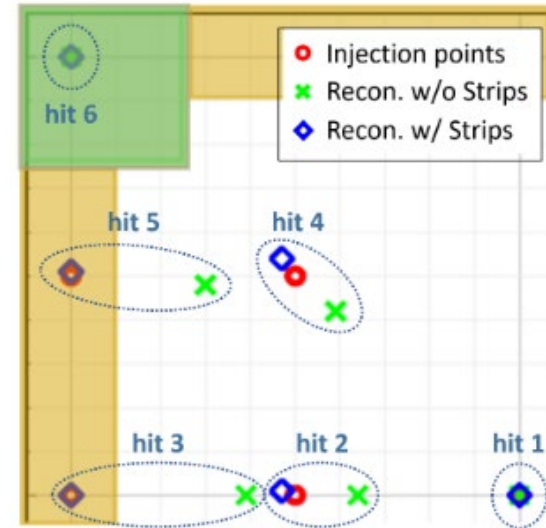 Injection points
Recon. w/o Strips
Recon. w/ Strips
hit 6
hit 5
hit 4
hit 3
hit 2
hit 1